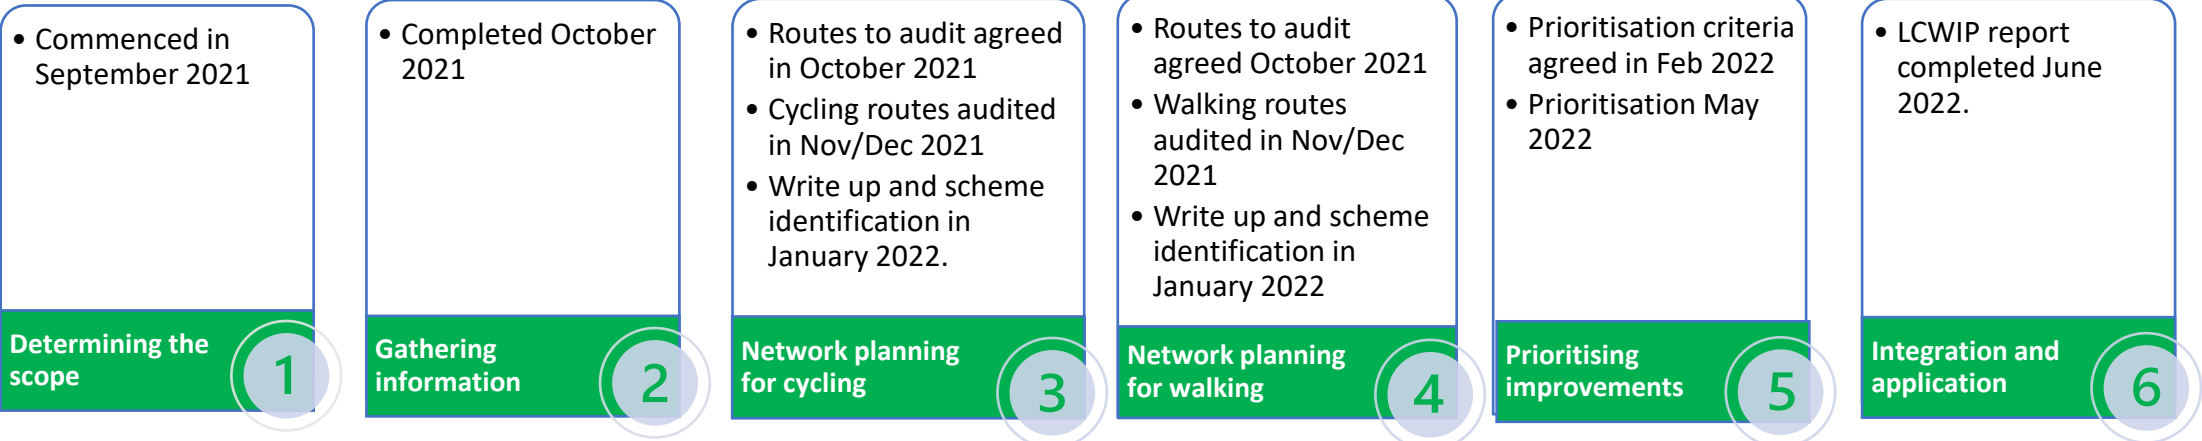 • Commenced in
September 2021
Determining the
scope
1
• Completed October
2021
Gathering
information
2
• Routes to audit agreed
in October 2021
• Cycling routes audited
in Nov/Dec 2021
• Write up and scheme
identification in
January 2022.
Network planning
for cycling
3
• Routes to audit
agreed October 2021
• Walking routes
audited in Nov/Dec
2021
• Write up and scheme
identification in
January 2022
Network planning
for walking
4
• Prioritisation criteria
agreed in Feb 2022
• Prioritisation May
2022
Prioritising
improvements
5
• LCWIP report
completed June
2022.
Integration and
application
6